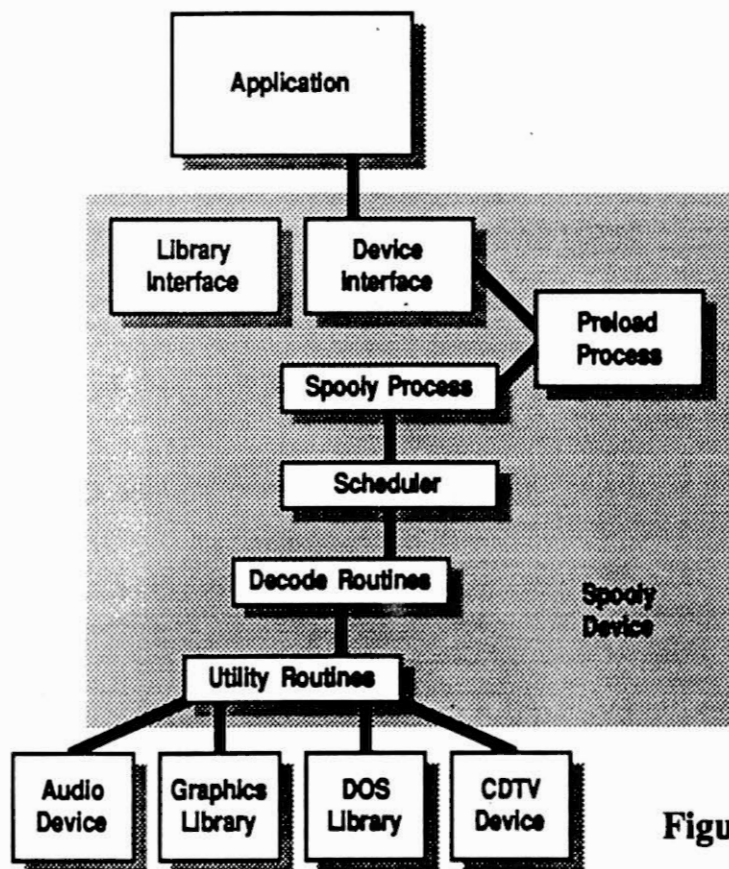 Application
Library
Interface
Device
Interface
Preload
Process
Spooly Process
Scheduler
Decode Routines
Spooly
Device
Utility Routines
Audio
Device
Graphics
Library
DOS
Library
CDTV
Device
Figu